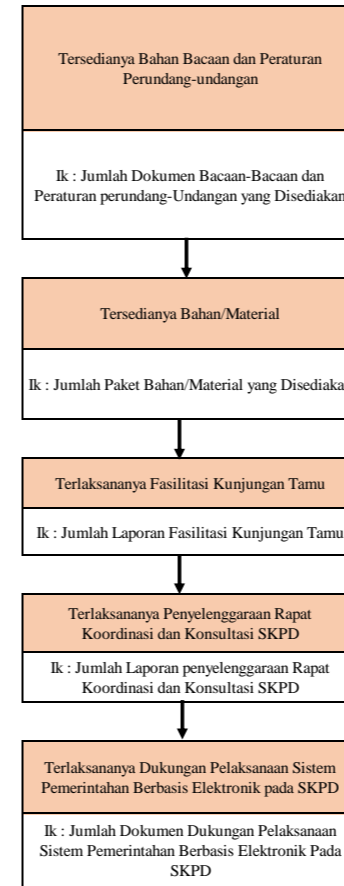 Tersedianya Bahan Bacaan dan Peraturan
Perundang-undangan
Ik : Jumlah Dokumen Bacaan-Bacaan dan
Peraturan perundang-Undangan yang Disediakan
Tersedianya Bahan/Material
Ik : Jumlah Paket Bahan/Material yang Disediaka
Terlaksananya Fasilitasi Kunjungan Tamu
Ik : Jumlah Laporan Fasilitasi Kunjungan Tamu
Terlaksananya Penyelenggaraan Rapat
Koordinasi dan Konsultasi SKPD
Ik : Jumlah Laporan penyelenggaraan Rapat
Koordinasi dan Konsultasi SKPD
Terlaksananya Dukungan Pelaksanaan Sistem
Pemerintahan Berbasis Elektronik pada SKPD
Ik : Jumlah Dokumen Dukungan Pelaksanaan
Sistem Pemerintahan Berbasis Elektronik Pada
SKPD